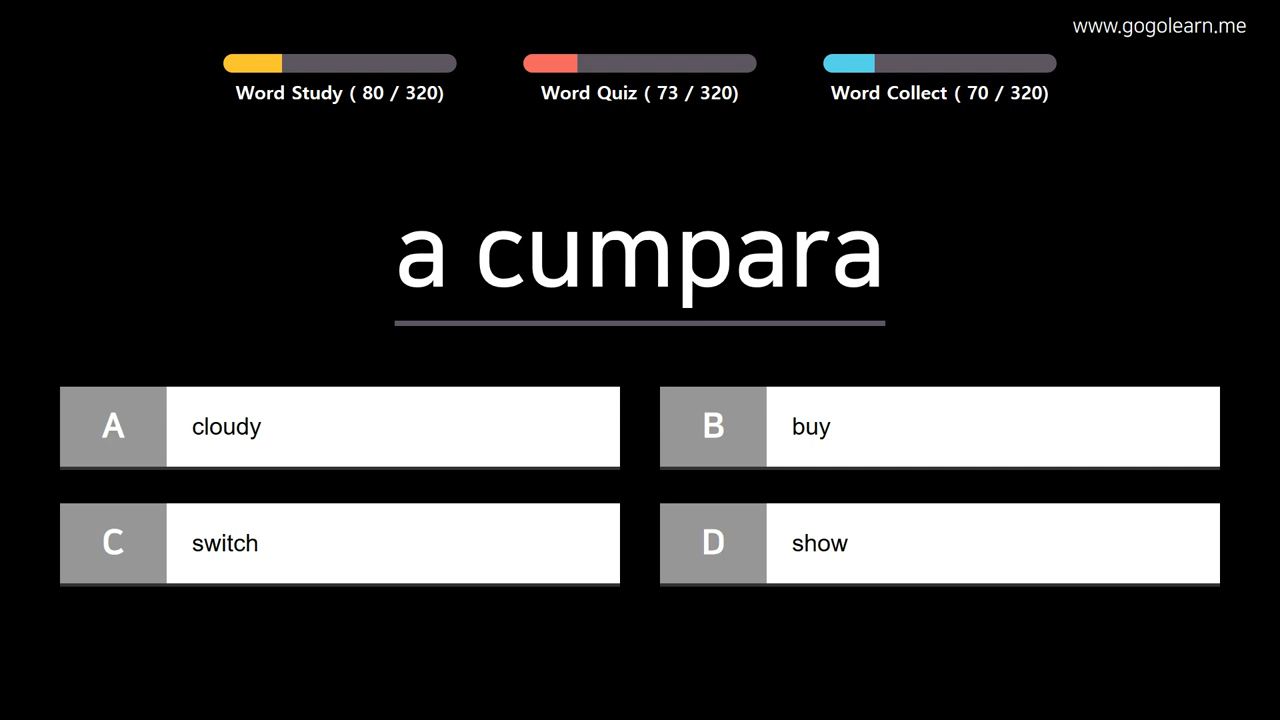 www.gogolearn.me
Word Study ( 80 / 320)
Word Quiz ( 73 / 320)
Word Collect ( 70 / 320)
a cumpara
A
cloudy
B
buy
C
switch
D
show